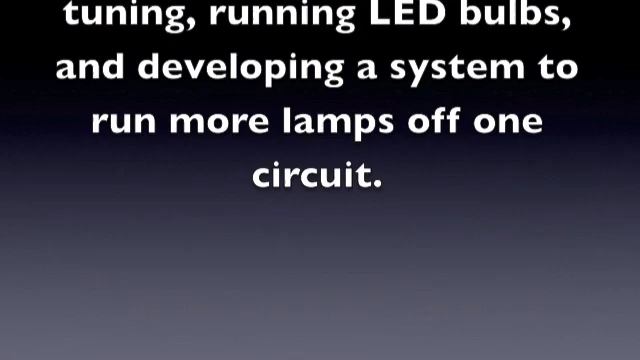 tuning, running LED bulbs,
and developing a system to
run more lamps off one
circuit.